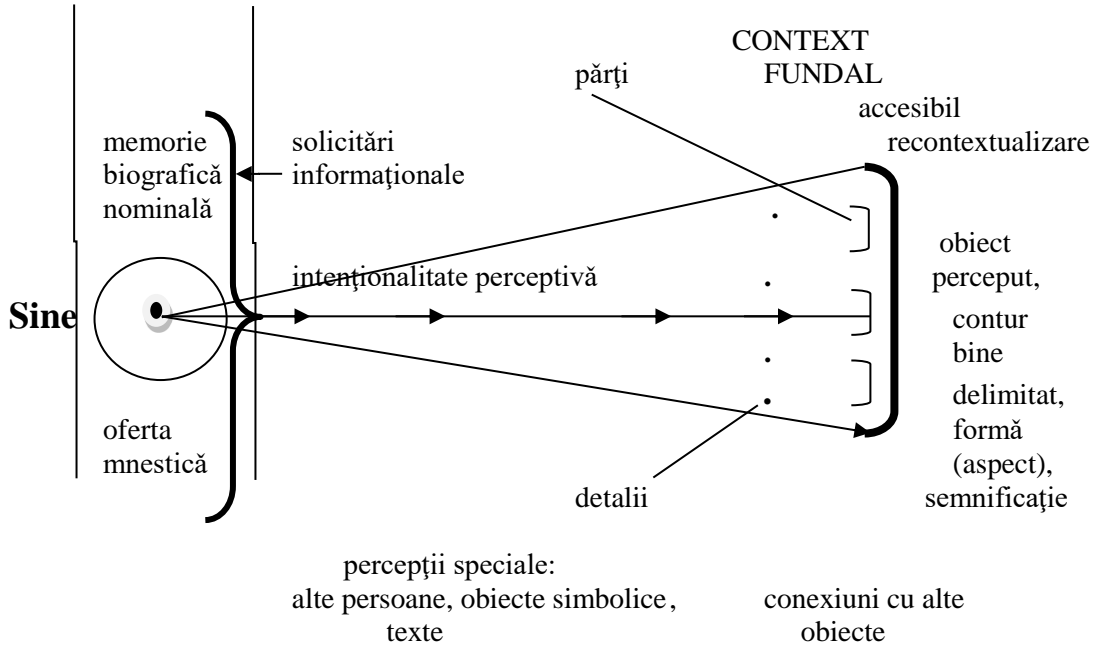 CONTEXT
FUNDAL
părţi
accesibil
recontextualizare
memorie
biografică
nominală
solicitări
informaţionale
obiect
perceput,
intenţionalitate perceptivă
Sine
contur
bine
delimitat,
formă
(aspect),
semnificaţie
oferta
mnestică
detalii
percepţii speciale:
alte persoane, obiecte simbolice,
texte
conexiuni cu alte
obiecte